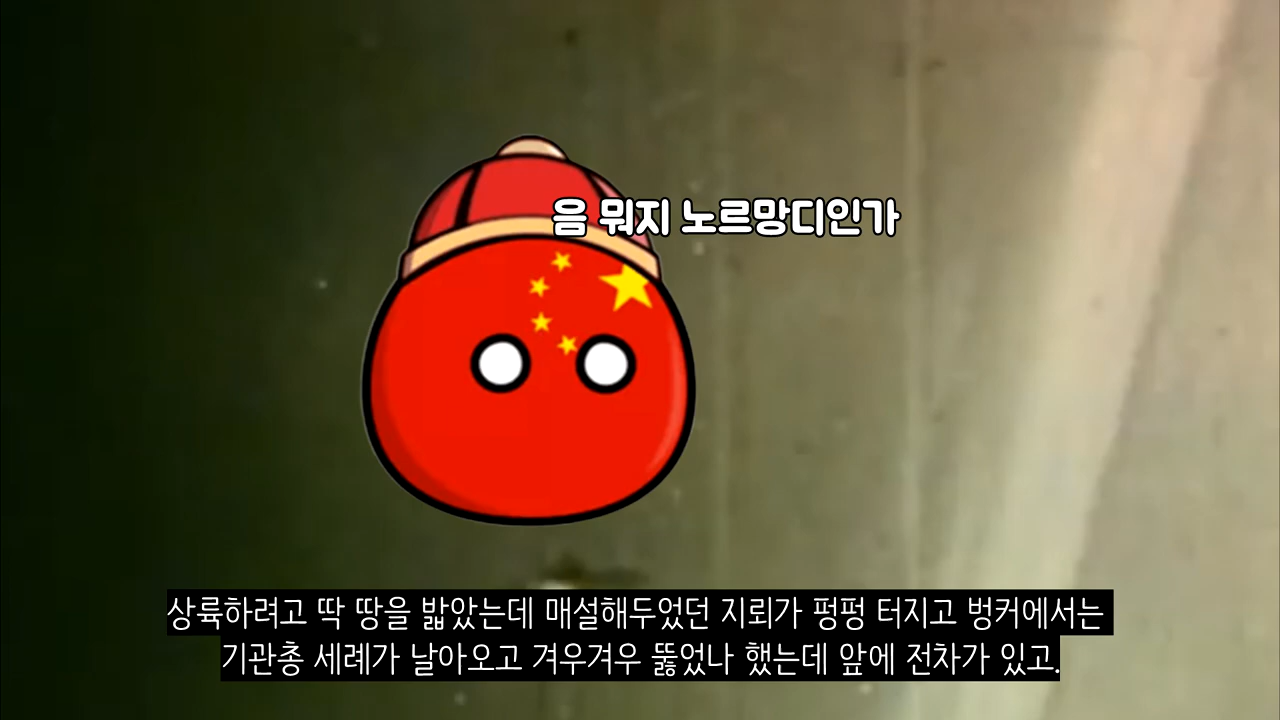 음 뭐지 노르망디인가
상륙하려고 딱 땅을 밟았는데 매설해두었던 지뢰가 펑펑 터지고 벙커에서는
기관총 세례가 날아오고 겨우겨우 뚫었나 했는데 앞에 전차가 있고.